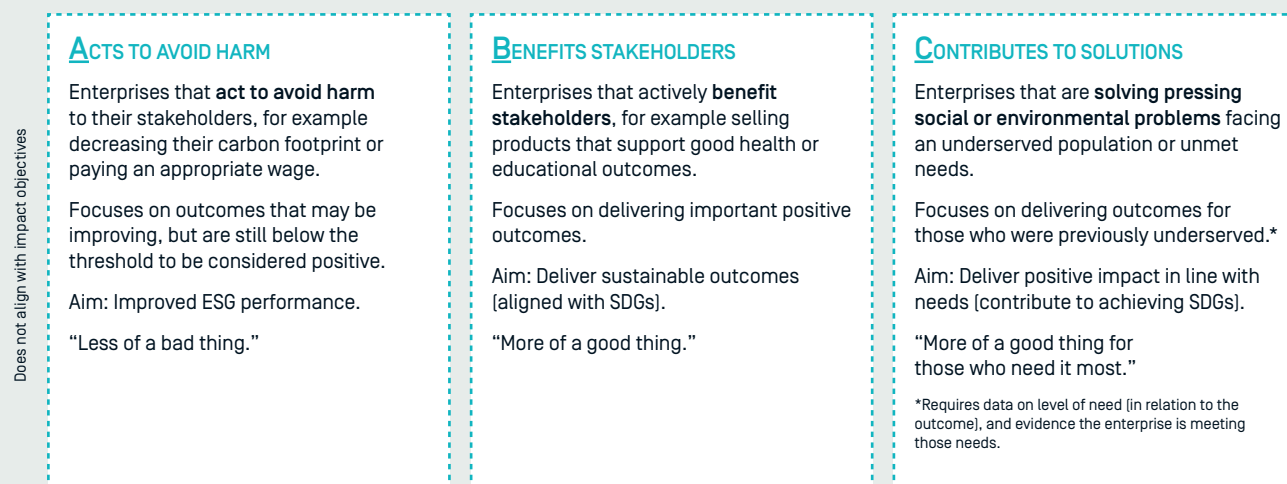 Does not align with impact objectives
ACTS TO AVOID HARM
Enterprises that act to avoid harm
to their stakeholders, for example
decreasing their carbon footprint or
paying an appropriate wage.
Focuses on outcomes that may be
improving, but are still below the
threshold to be considered positive.
Aim: Improved ESG performance.
“Less of a bad thing.”
BENEFITS STAKEHOLDERS
Enterprises that actively benefit
stakeholders, for example selling
products that support good health or
educational outcomes.
Focuses on delivering important positive
outcomes.
Aim: Deliver sustainable outcomes
(aligned with SDGs).
“More of a good thing.”
CONTRIBUTES TO SOLUTIONS
Enterprises that are solving pressing
social or environmental problems facing
an underserved population or unmet
needs.
Focuses on delivering outcomes for
those who were previously underserved.*
Aim: Deliver positive impact in line with
needs (contribute to achieving SDGs).
“More of a good thing for
those who need it most.”
*Requires data on level of need (in relation to the
outcome), and evidence the enterprise is meeting
those needs.